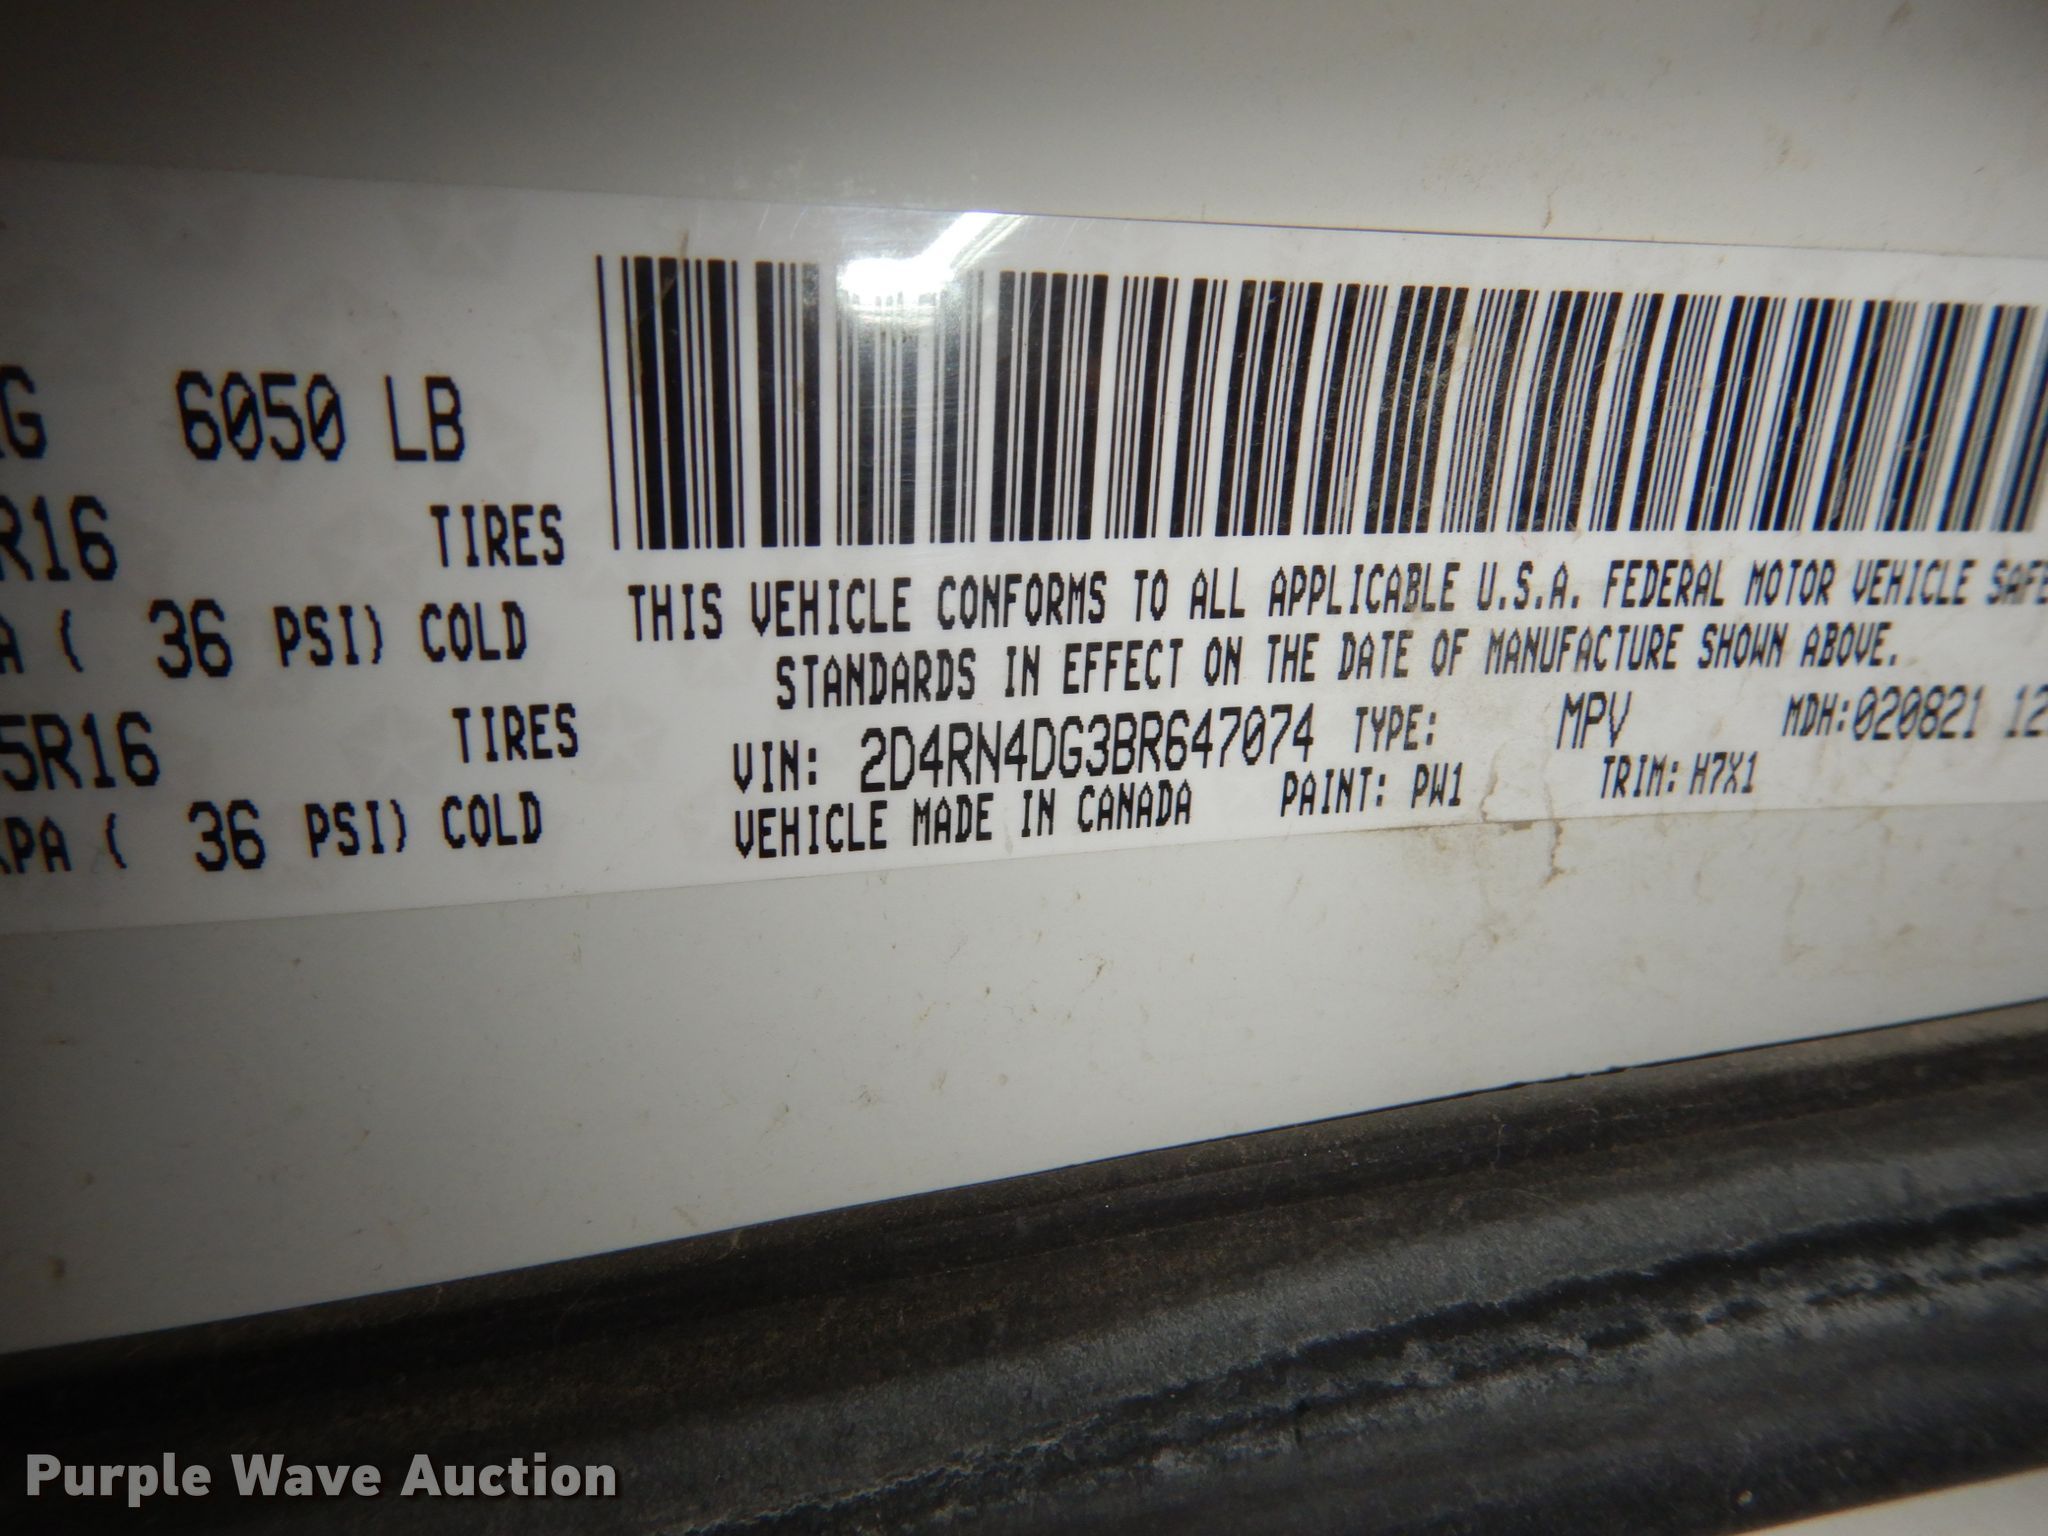 G 6050 LB
R16 TIRES
A ( 36 PSI) COLD
5R16 TIRES
KPA ( 36 PSI) COLD
THIS VEHICLE CONFORMS TO ALL APPLICABLE U.S.A. FEDERAL MOTOR VEHICLE SAFE
STANDARDS IN EFFECT ON THE DATE OF MANUFACTURE SHOWN ABOVE.
VIN: 2D4RN4DG3BR647074 TYPE: MPV MDH:020821 12
VEHICLE MADE IN CANADA PAINT: PW1 TRIM: H7X1
Purple Wave Auction